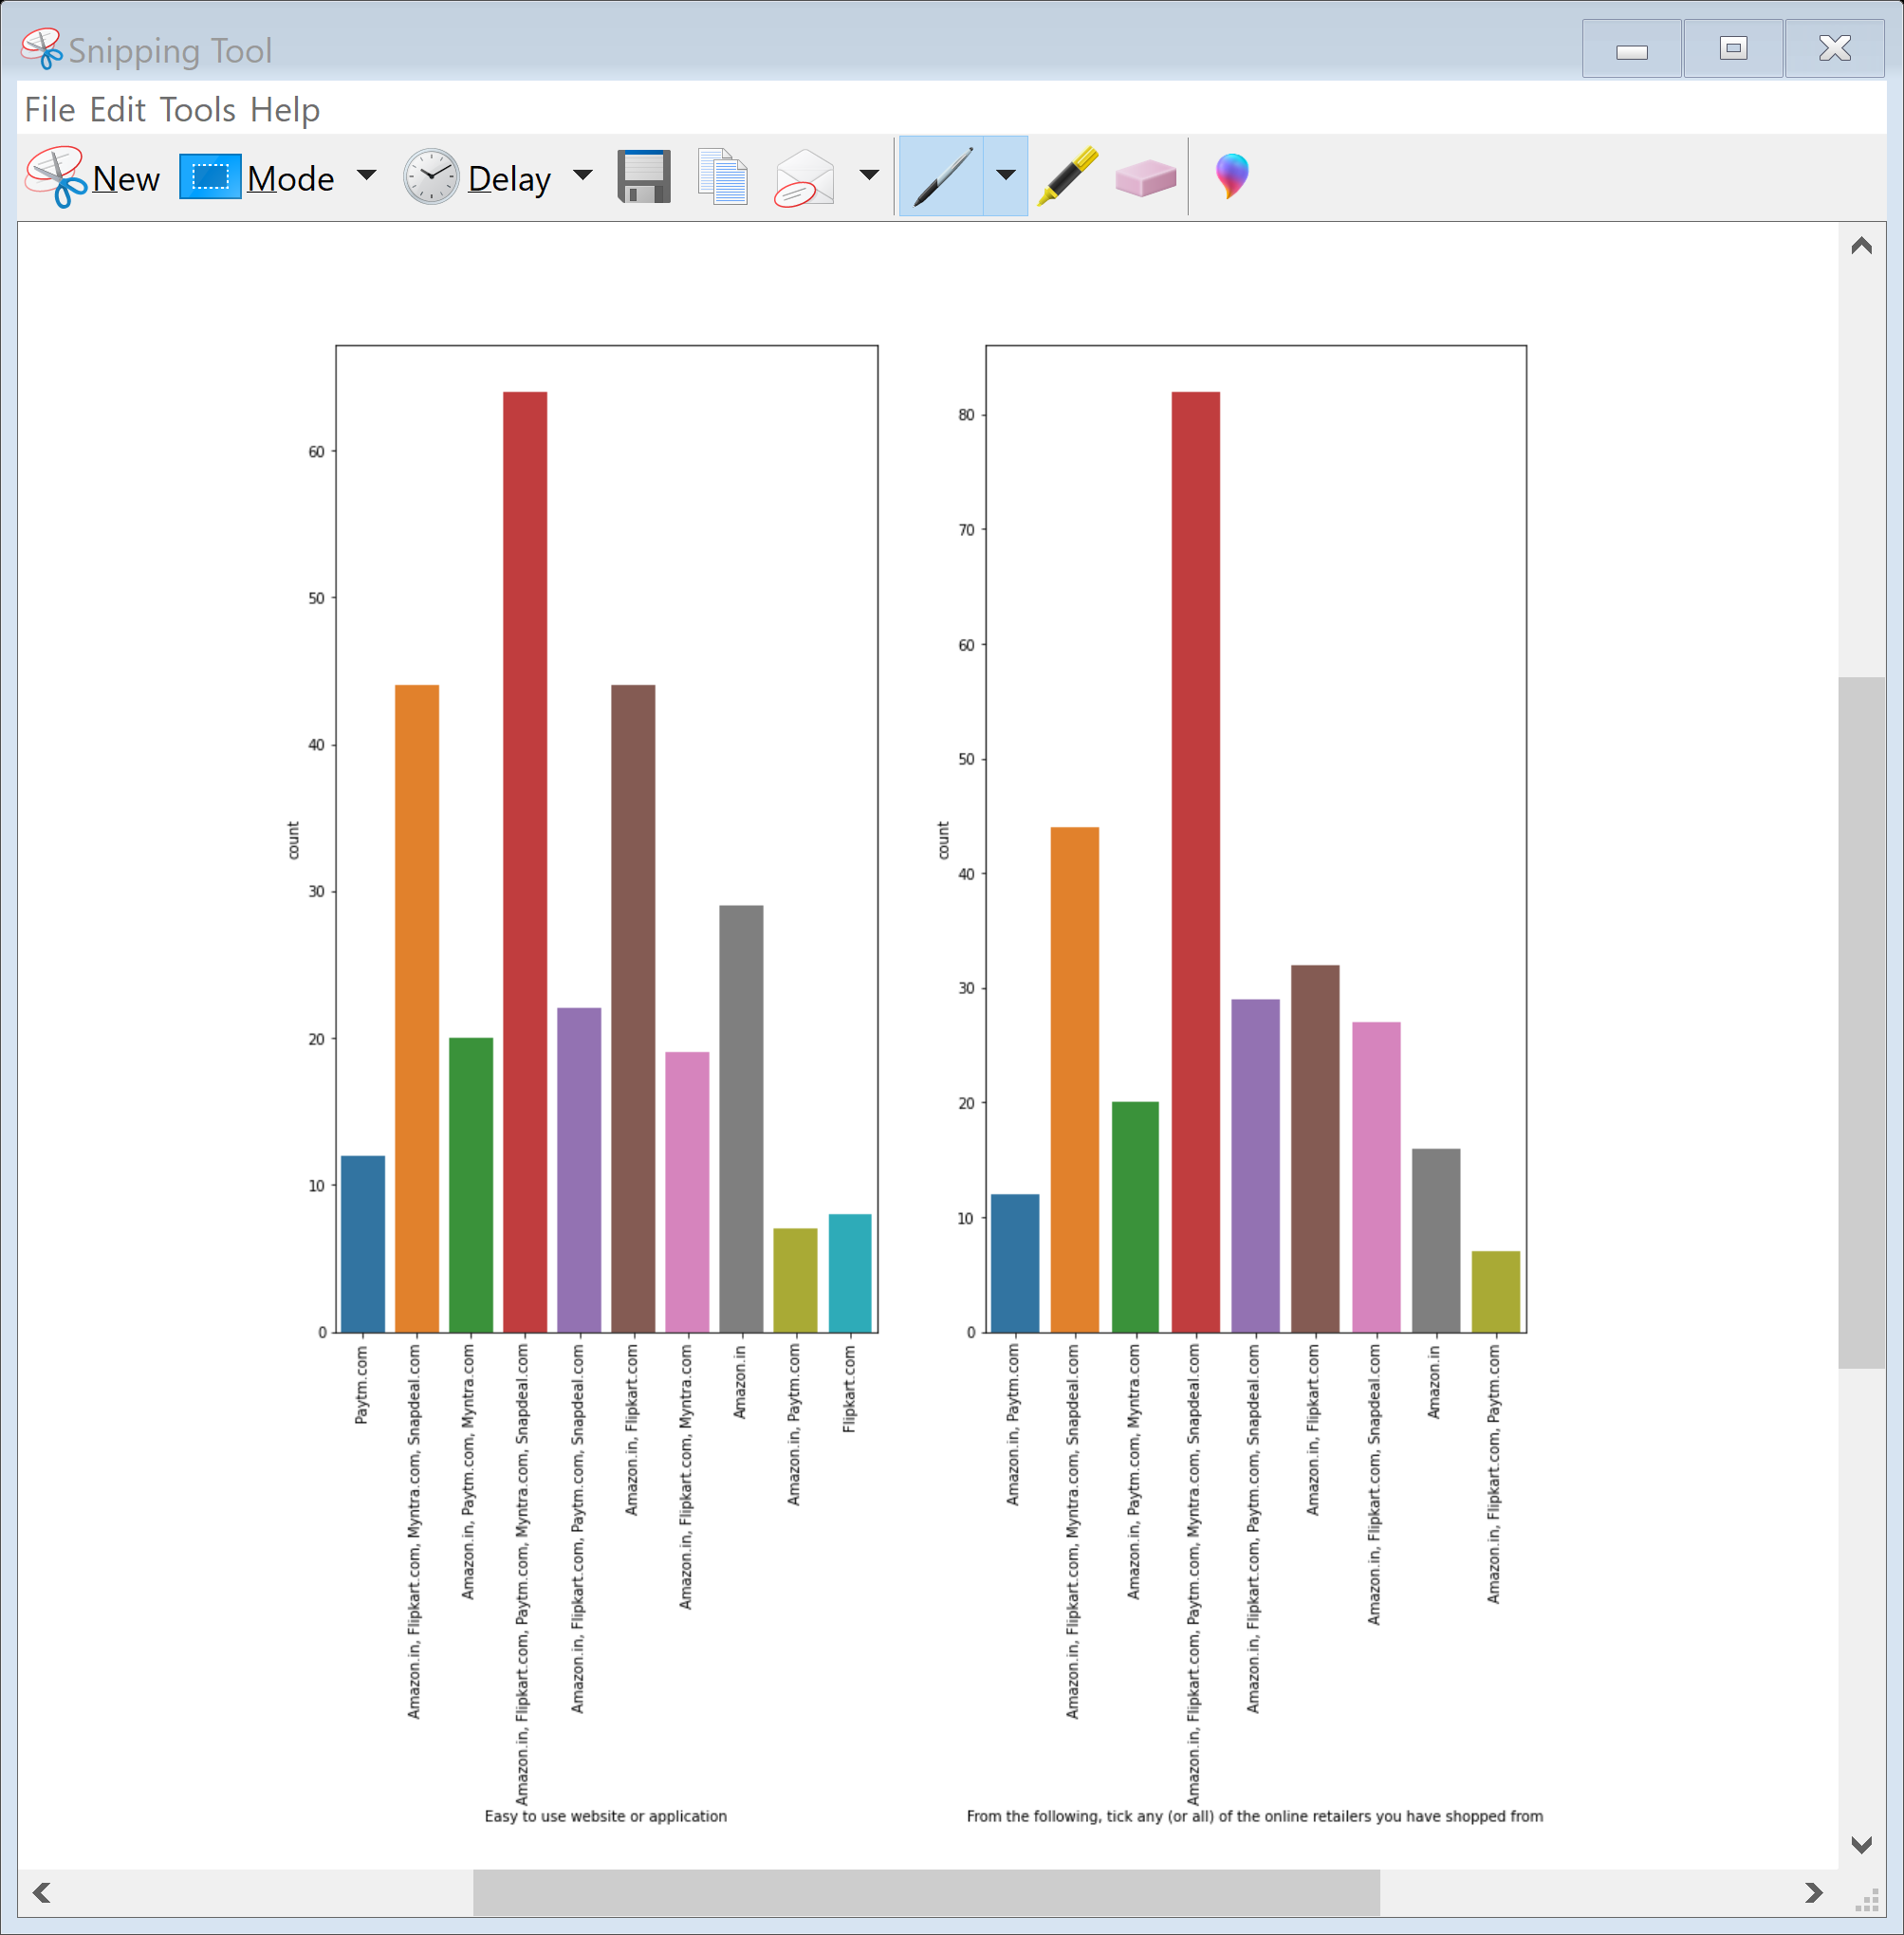 Snipping Tool
File Edit Tools Help
New Mode Delay
60
50
40
30
20
10
0
count
Paytm.com
Amazon.in, Flipkart.com, Myntra.com, Snapdeal.com
Amazon.in, Paytm.com, Myntra.com
Amazon.in, Flipkart.com, Paytm.com, Myntra.com, Snapdeal.com
Amazon.in, Flipkart.com, Paytm.com, Snapdeal.com
Amazon.in, Flipkart.com
Amazon.in, Flipkart.com, Myntra.com
Amazon.in
Amazon.in, Paytm.com
Flipkart.com
Easy to use website or application
80
70
60
50
40
30
20
10
0
count
Amazon.in, Paytm.com
Amazon.in, Flipkart.com, Myntra.com, Snapdeal.com
Amazon.in, Paytm.com, Myntra.com
Amazon.in, Flipkart.com, Paytm.com, Myntra.com, Snapdeal.com
Amazon.in, Flipkart.com, Paytm.com, Snapdeal.com
Amazon.in, Flipkart.com
Amazon.in, Flipkart.com, Snapdeal.com
Amazon.in
Amazon.in, Flipkart.com, Paytm.com
From the following, tick any (or all) of the online retailers you have shopped from